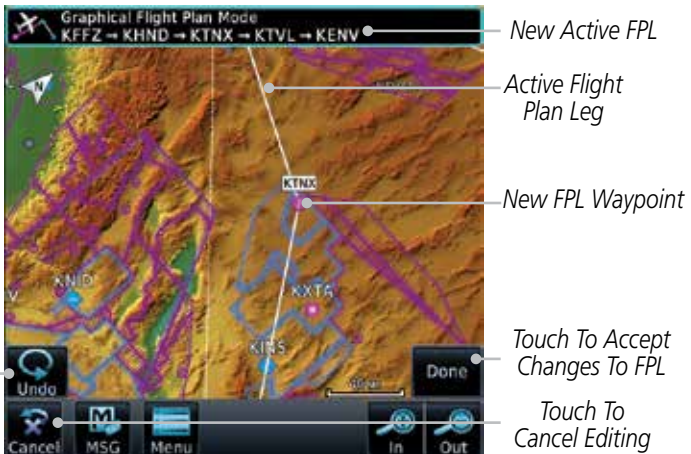 Graphical Flight Plan Mode
KFFZ → KHND → KTNX → KTVL → KENV
New Active FPL
Active Flight
Plan Leg
N
KTNX
New FPL Waypoint
KNID
KXTA
KINS
Undo
Done
Touch To Accept
Changes To FPL
Cancel
MSG
Menu
In
Out
Touch To
Cancel Editing